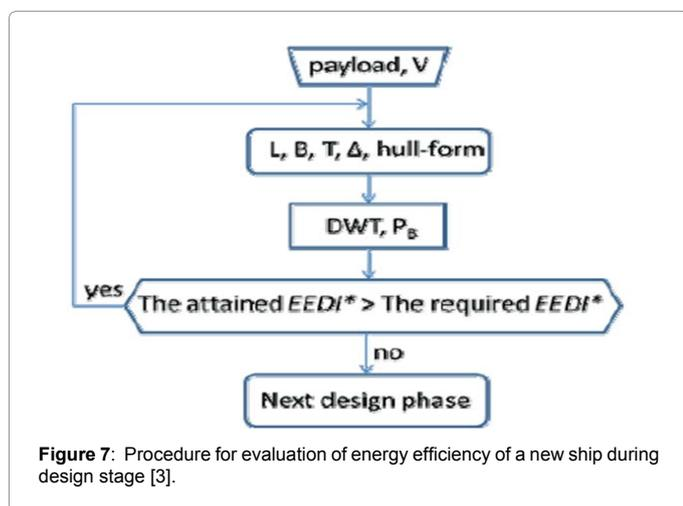 payload, V
L, B, T, Δ, hull-form
DWT, P_B
yes
The attained EEDI* > The required EEDI*
no
Next design phase
Figure 7: Procedure for evaluation of energy efficiency of a new ship during
design stage [3].